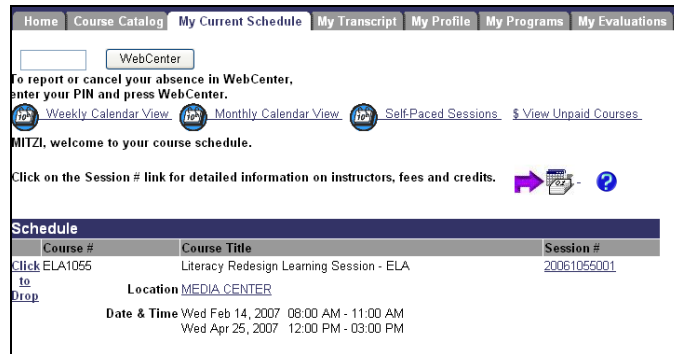 Home Course Catalog My Current Schedule My Transcript My Profile My Programs My Evaluations
WebCenter
To report or cancel your absence in WebCenter,
enter your PIN and press WebCenter.
Weekly Calendar View Monthly Calendar View Self-Paced Sessions $ View Unpaid Courses
MITZI, welcome to your course schedule.
Click on the Session # link for detailed information on instructors, fees and credits.
Schedule
Course # Course Title Session #
Click to Drop ELA1055 Literacy Redesign Learning Session - ELA 20061055001
Location MEDIA CENTER
Date & Time Wed Feb 14, 2007 08:00 AM - 11:00 AM
Wed Apr 25, 2007 12:00 PM - 03:00 PM